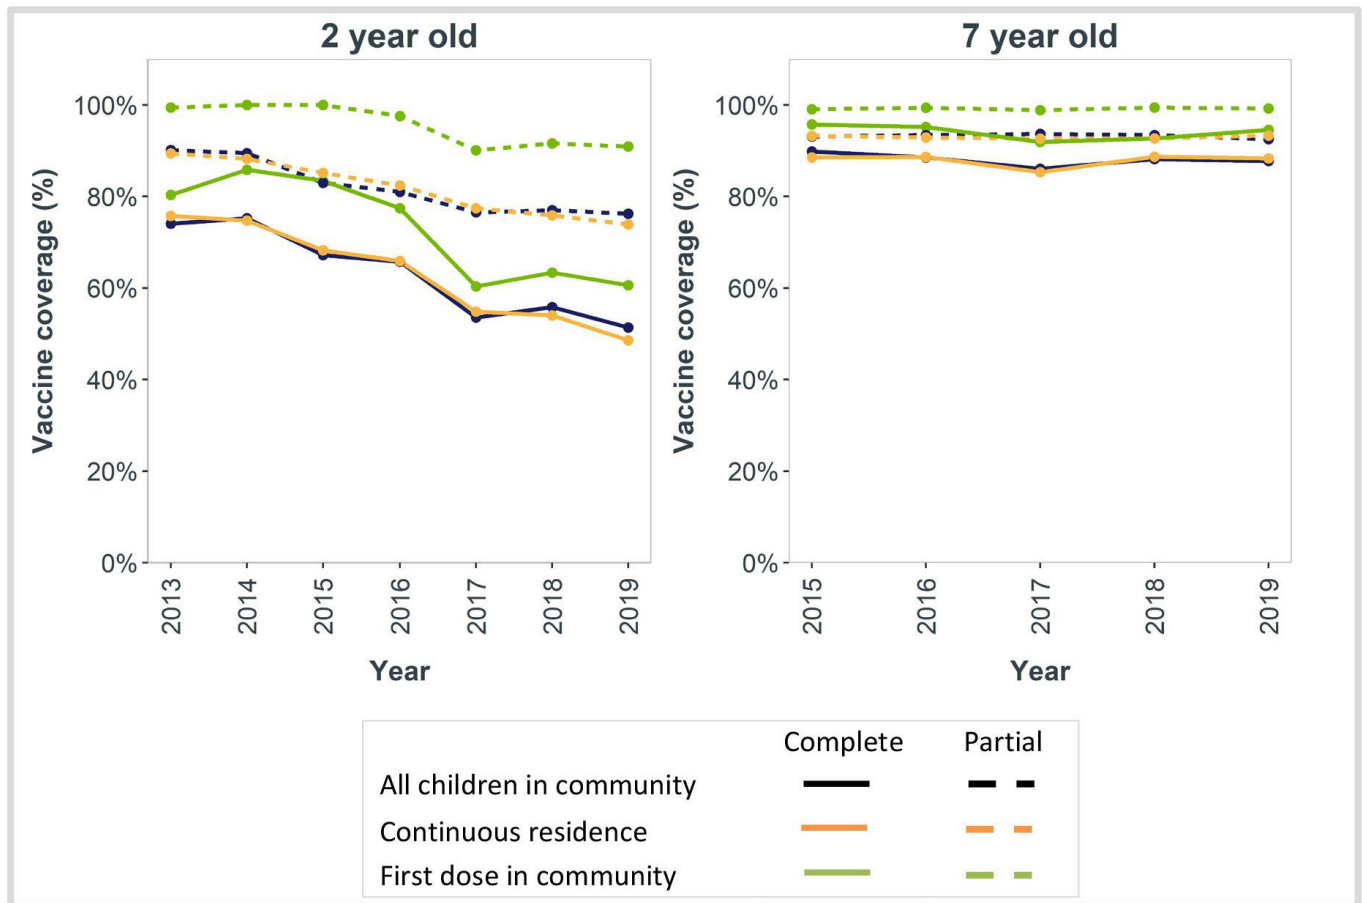 2 year old
Vaccine coverage (%)
100%
80%
60%
40%
20%
0%
2013
2014
2015
2016
2017
2018
2019
Year
7 year old
Vaccine coverage (%)
100%
80%
60%
40%
20%
0%
2015
2016
2017
2018
2019
Year
Complete Partial
All children in community
Continuous residence
First dose in community